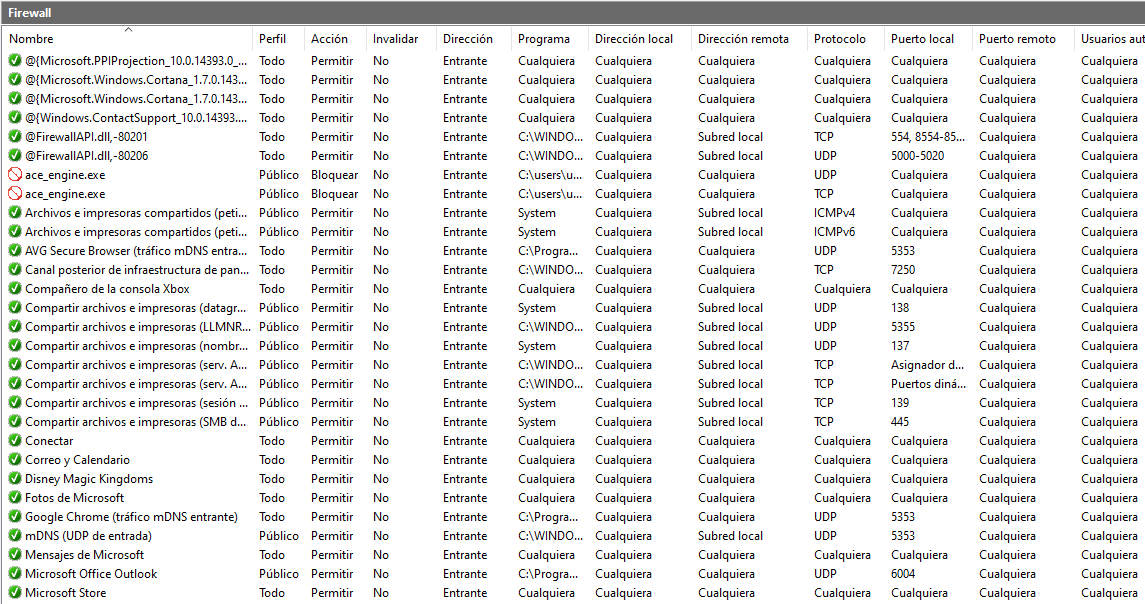 Firewall
Nombre Perfil Acción Invalidar Dirección Programa Dirección local Dirección remota Protocolo Puerto local Puerto remoto Usuarios aut
@{Microsoft.PPIProjection_10.0.14393.0_... Todo Permitir No Entrante Cualquiera Cualquiera Cualquiera Cualquiera Cualquiera Cualquiera Cualquiera
@{Microsoft.Windows.Cortana_1.7.0.143... Todo Permitir No Entrante Cualquiera Cualquiera Cualquiera Cualquiera Cualquiera Cualquiera Cualquiera
@{Microsoft.Windows.Cortana_1.7.0.143... Todo Permitir No Entrante Cualquiera Cualquiera Cualquiera Cualquiera Cualquiera Cualquiera Cualquiera
@{Windows.ContactSupport_10.0.14393.... Todo Permitir No Entrante Cualquiera Cualquiera Cualquiera Cualquiera Cualquiera Cualquiera Cualquiera
@FirewallAPI.dll,-80201 Todo Permitir No Entrante C:\WINDO... Cualquiera Subred local TCP 554, 8554-85... Cualquiera Cualquiera
@FirewallAPI.dll,-80206 Todo Permitir No Entrante C:\WINDO... Cualquiera Subred local UDP 5000-5020 Cualquiera Cualquiera
ace_engine.exe Público Bloquear No Entrante C:\users\u... Cualquiera Cualquiera UDP Cualquiera Cualquiera Cualquiera
ace_engine.exe Público Bloquear No Entrante C:\users\u... Cualquiera Cualquiera TCP Cualquiera Cualquiera Cualquiera
Archivos e impresoras compartidos (peti... Público Permitir No Entrante System Cualquiera Subred local ICMPv4 Cualquiera Cualquiera Cualquiera
Archivos e impresoras compartidos (peti... Público Permitir No Entrante System Cualquiera Subred local ICMPv6 Cualquiera Cualquiera Cualquiera
AVG Secure Browser (tráfico mDNS entra... Todo Permitir No Entrante C:\Progra... Cualquiera Cualquiera UDP 5353 Cualquiera Cualquiera
Canal posterior de infraestructura de pan... Todo Permitir No Entrante C:\WINDO... Cualquiera Cualquiera TCP 7250 Cualquiera Cualquiera
Compañero de la consola Xbox Todo Permitir No Entrante Cualquiera Cualquiera Cualquiera Cualquiera Cualquiera Cualquiera Cualquiera
Compartir archivos e impresoras (datagr... Público Permitir No Entrante System Cualquiera Subred local UDP 138 Cualquiera Cualquiera
Compartir archivos e impresoras (LLMNR... Público Permitir No Entrante C:\WINDO... Cualquiera Subred local UDP 5355 Cualquiera Cualquiera
Compartir archivos e impresoras (nombr... Público Permitir No Entrante System Cualquiera Subred local UDP 137 Cualquiera Cualquiera
Compartir archivos e impresoras (serv. A... Público Permitir No Entrante C:\WINDO... Cualquiera Subred local TCP Asignador d... Cualquiera Cualquiera
Compartir archivos e impresoras (serv. A... Público Permitir No Entrante C:\WINDO... Cualquiera Subred local TCP Puertos diná... Cualquiera Cualquiera
Compartir archivos e impresoras (sesión ... Público Permitir No Entrante System Cualquiera Subred local TCP 139 Cualquiera Cualquiera
Compartir archivos e impresoras (SMB d... Público Permitir No Entrante System Cualquiera Subred local TCP 445 Cualquiera Cualquiera
Conectar Todo Permitir No Entrante Cualquiera Cualquiera Cualquiera Cualquiera Cualquiera Cualquiera Cualquiera
Correo y Calendario Todo Permitir No Entrante Cualquiera Cualquiera Cualquiera Cualquiera Cualquiera Cualquiera Cualquiera
Disney Magic Kingdoms Todo Permitir No Entrante Cualquiera Cualquiera Cualquiera Cualquiera Cualquiera Cualquiera Cualquiera
Fotos de Microsoft Todo Permitir No Entrante Cualquiera Cualquiera Cualquiera Cualquiera Cualquiera Cualquiera Cualquiera
Google Chrome (tráfico mDNS entrante) Todo Permitir No Entrante C:\Progra... Cualquiera Cualquiera UDP 5353 Cualquiera Cualquiera
mDNS (UDP de entrada) Público Permitir No Entrante C:\WINDO... Cualquiera Subred local UDP 5353 Cualquiera Cualquiera
Mensajes de Microsoft Todo Permitir No Entrante Cualquiera Cualquiera Cualquiera Cualquiera Cualquiera Cualquiera Cualquiera
Microsoft Office Outlook Público Permitir No Entrante C:\Progra... Cualquiera Cualquiera UDP 6004 Cualquiera Cualquiera
Microsoft Store Todo Permitir No Entrante Cualquiera Cualquiera Cualquiera Cualquiera Cualquiera Cualquiera Cualquiera